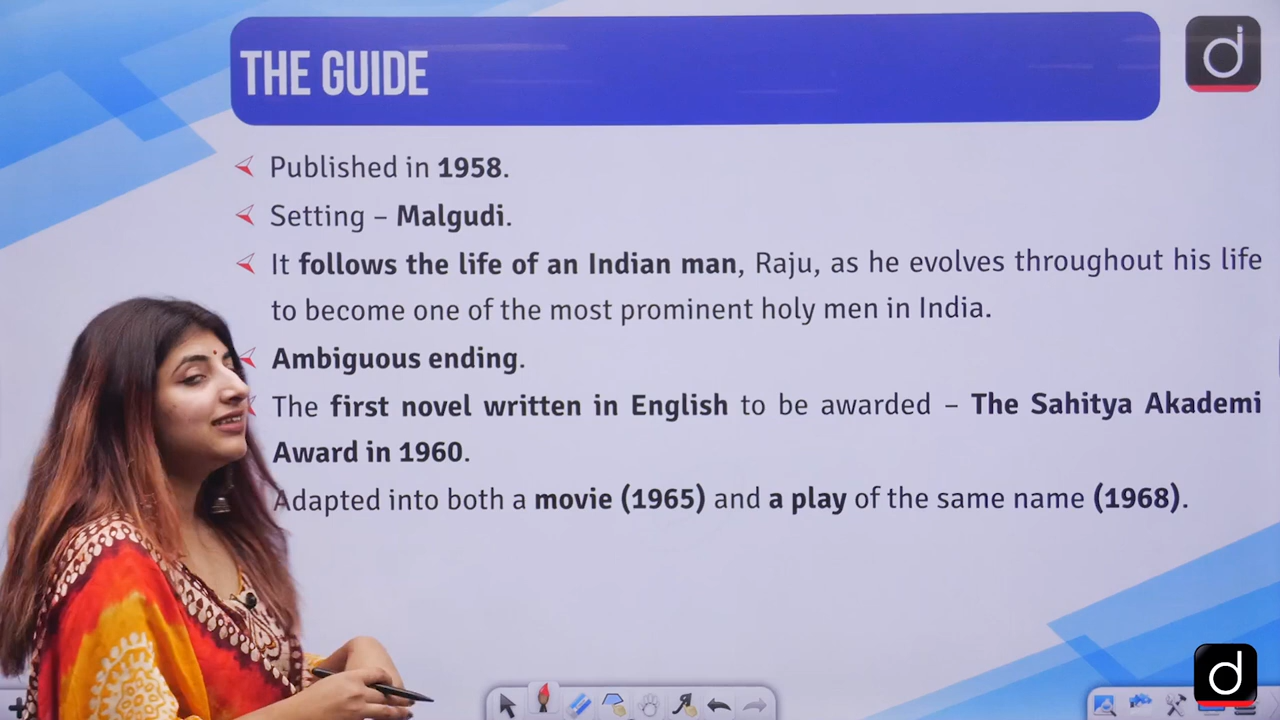 THE GUIDE
Published in 1958.
Setting – Malgudi.
It follows the life of an Indian man, Raju, as he evolves throughout his life
to become one of the most prominent holy men in India.
Ambiguous ending.
The first novel written in English to be awarded – The Sahitya Akademi
Award in 1960.
Adapted into both a movie (1965) and a play of the same name (1968).
d
d